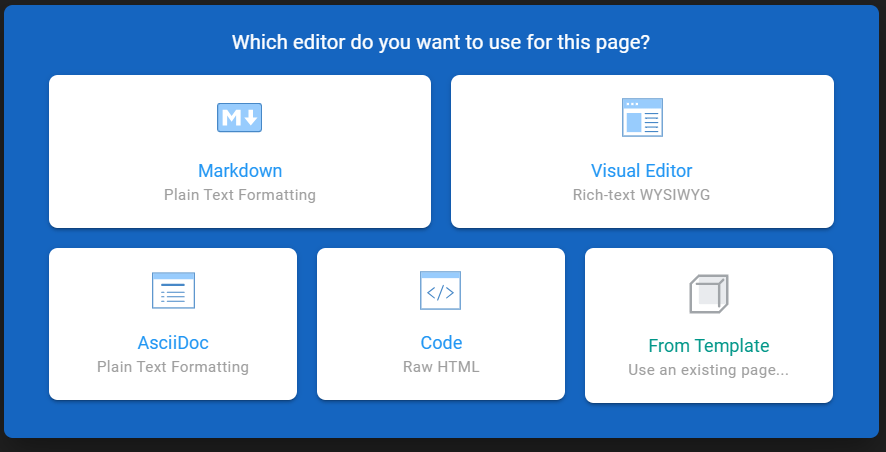 Which editor do you want to use for this page?
M
Markdown
Plain Text Formatting
Visual Editor
Rich-text WYSIWYG
AsciiDoc
Plain Text Formatting
</>
Code
Raw HTML
From Template
Use an existing page...